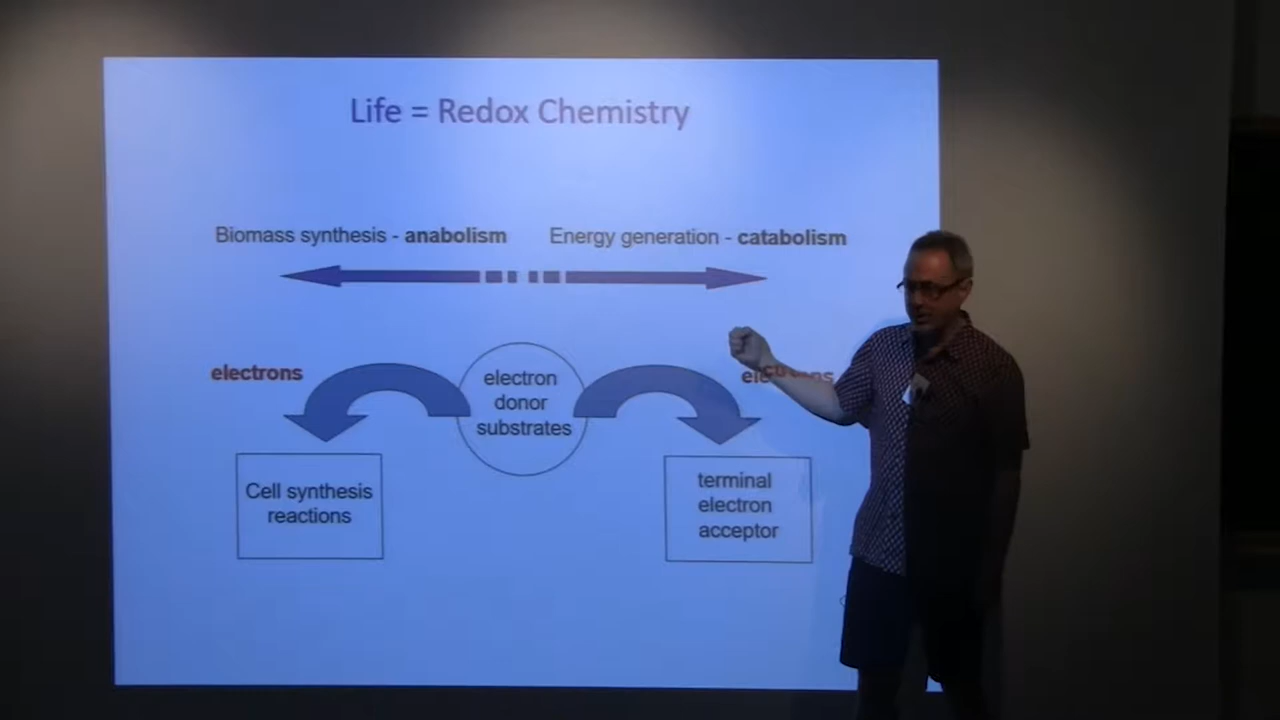 Life = Redox Chemistry
Biomass synthesis - anabolism
Energy generation - catabolism
electrons
electron
donor
substrates
electrons
Cell synthesis
reactions
terminal
electron
acceptor